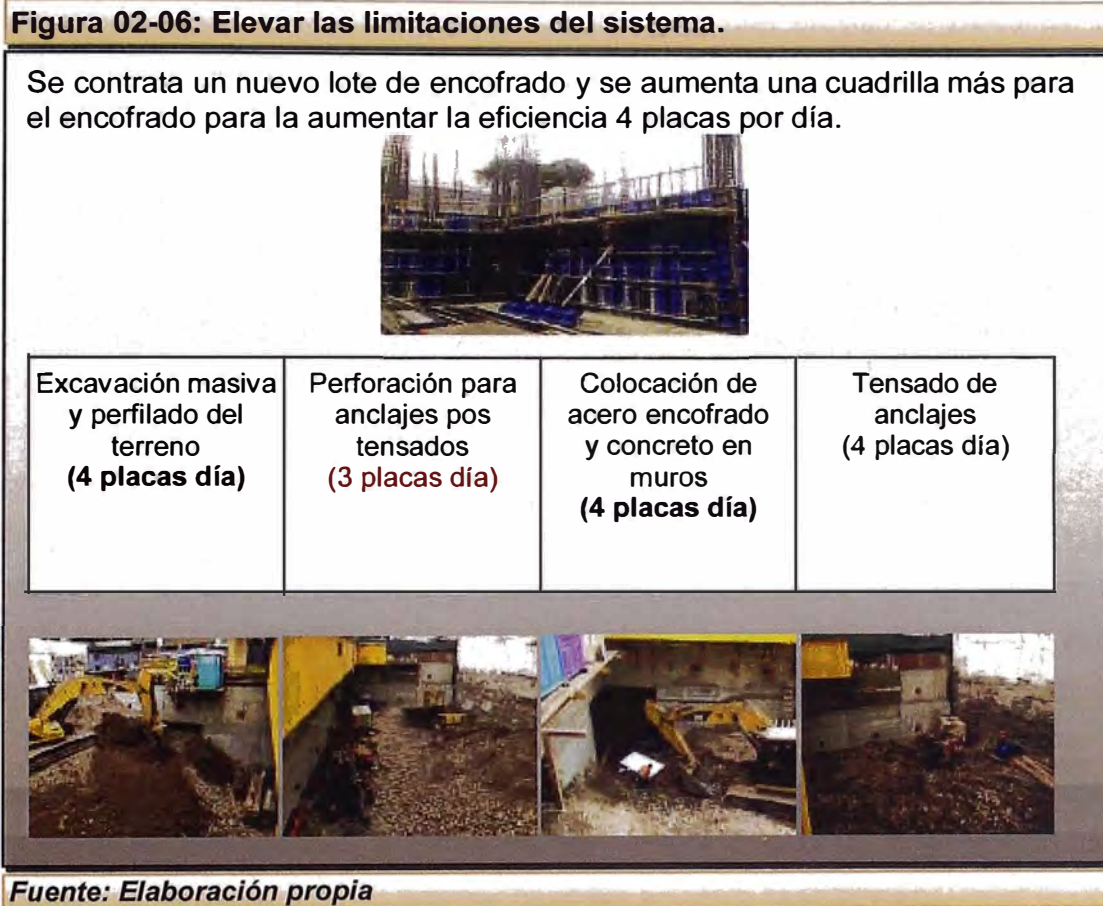 Figura 02-06: Elevar las limitaciones del sistema.
Se contrata un nuevo lote de encofrado y se aumenta una cuadrilla más para
el encofrado para la aumentar la eficiencia 4 placas por día.
Excavación masiva
y perfilado del
terreno
(4 placas día)
Perforación para
anclajes pos
tensados
(3 placas día)
Colocación de
acero encofrado
y concreto en
muros
(4 placas día)
Tensado de
anclajes
(4 placas día)
Fuente: Elaboración propia